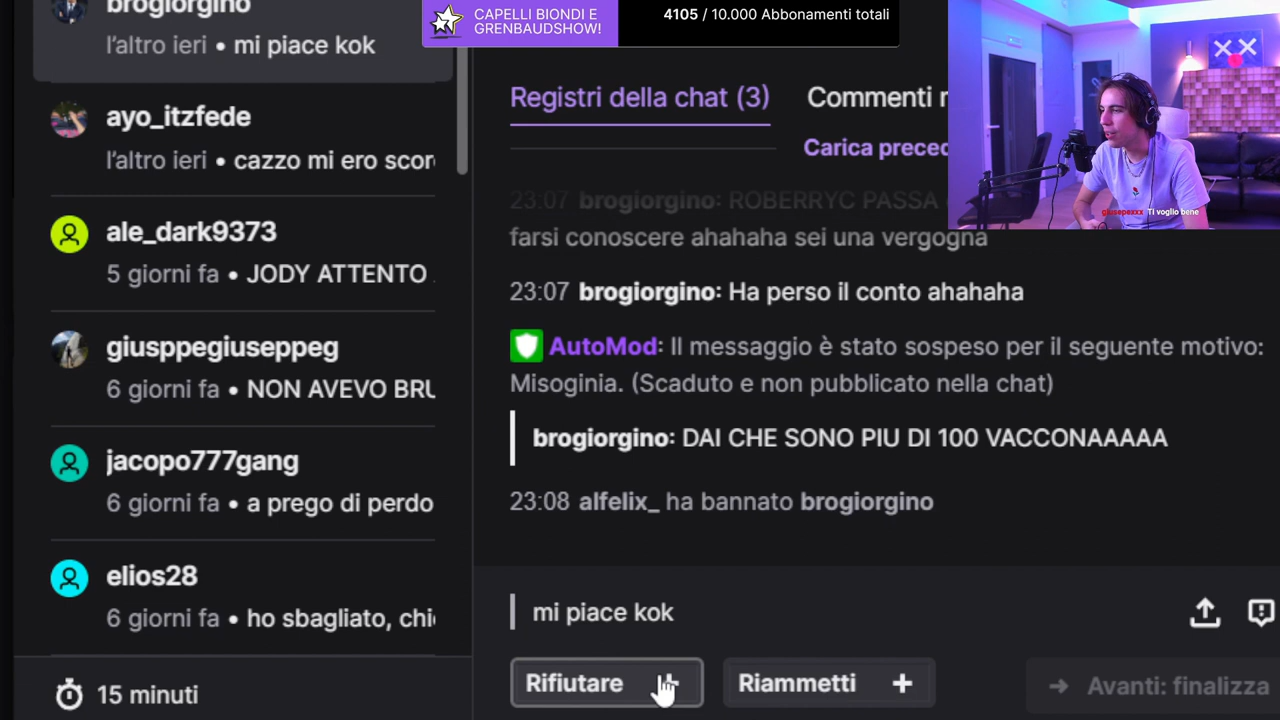 brogiorgino
l'altro ieri • mi piace kok
ayo_itzfede
l'altro ieri • cazzo mi ero scor
ale_dark9373
5 giorni fa • JODY ATTENTO
giusppegiuseppeg
6 giorni fa • NON AVEVO BRU
jacopo777gang
6 giorni fa • a prego di perdo
elios28
6 giorni fa • ho sbagliato, chi
15 minuti
CAPELLI BIONDI E
GRENBAUDSHOW!
4105 / 10.000 Abbonamenti totali
Registri della chat (3)
Commenti
Carica preced
23:07 brogiorgino: ROBERRYC PASSA
farsi conoscere ahahaha sei una vergogna
23:07 brogiorgino: Ha perso il conto ahahaha
AutoMod: Il messaggio è stato sospeso per il seguente motivo:
Misoginia. (Scaduto e non pubblicato nella chat)
brogiorgino: DAI CHE SONO PIU DI 100 VACCONAAAAA
23:08 alfelix_ ha bannato brogiorgino
mi piace kok
Rifiutare
Riammetti +
→ Avanti: finalizza
giusepezzx Ti voglio bene